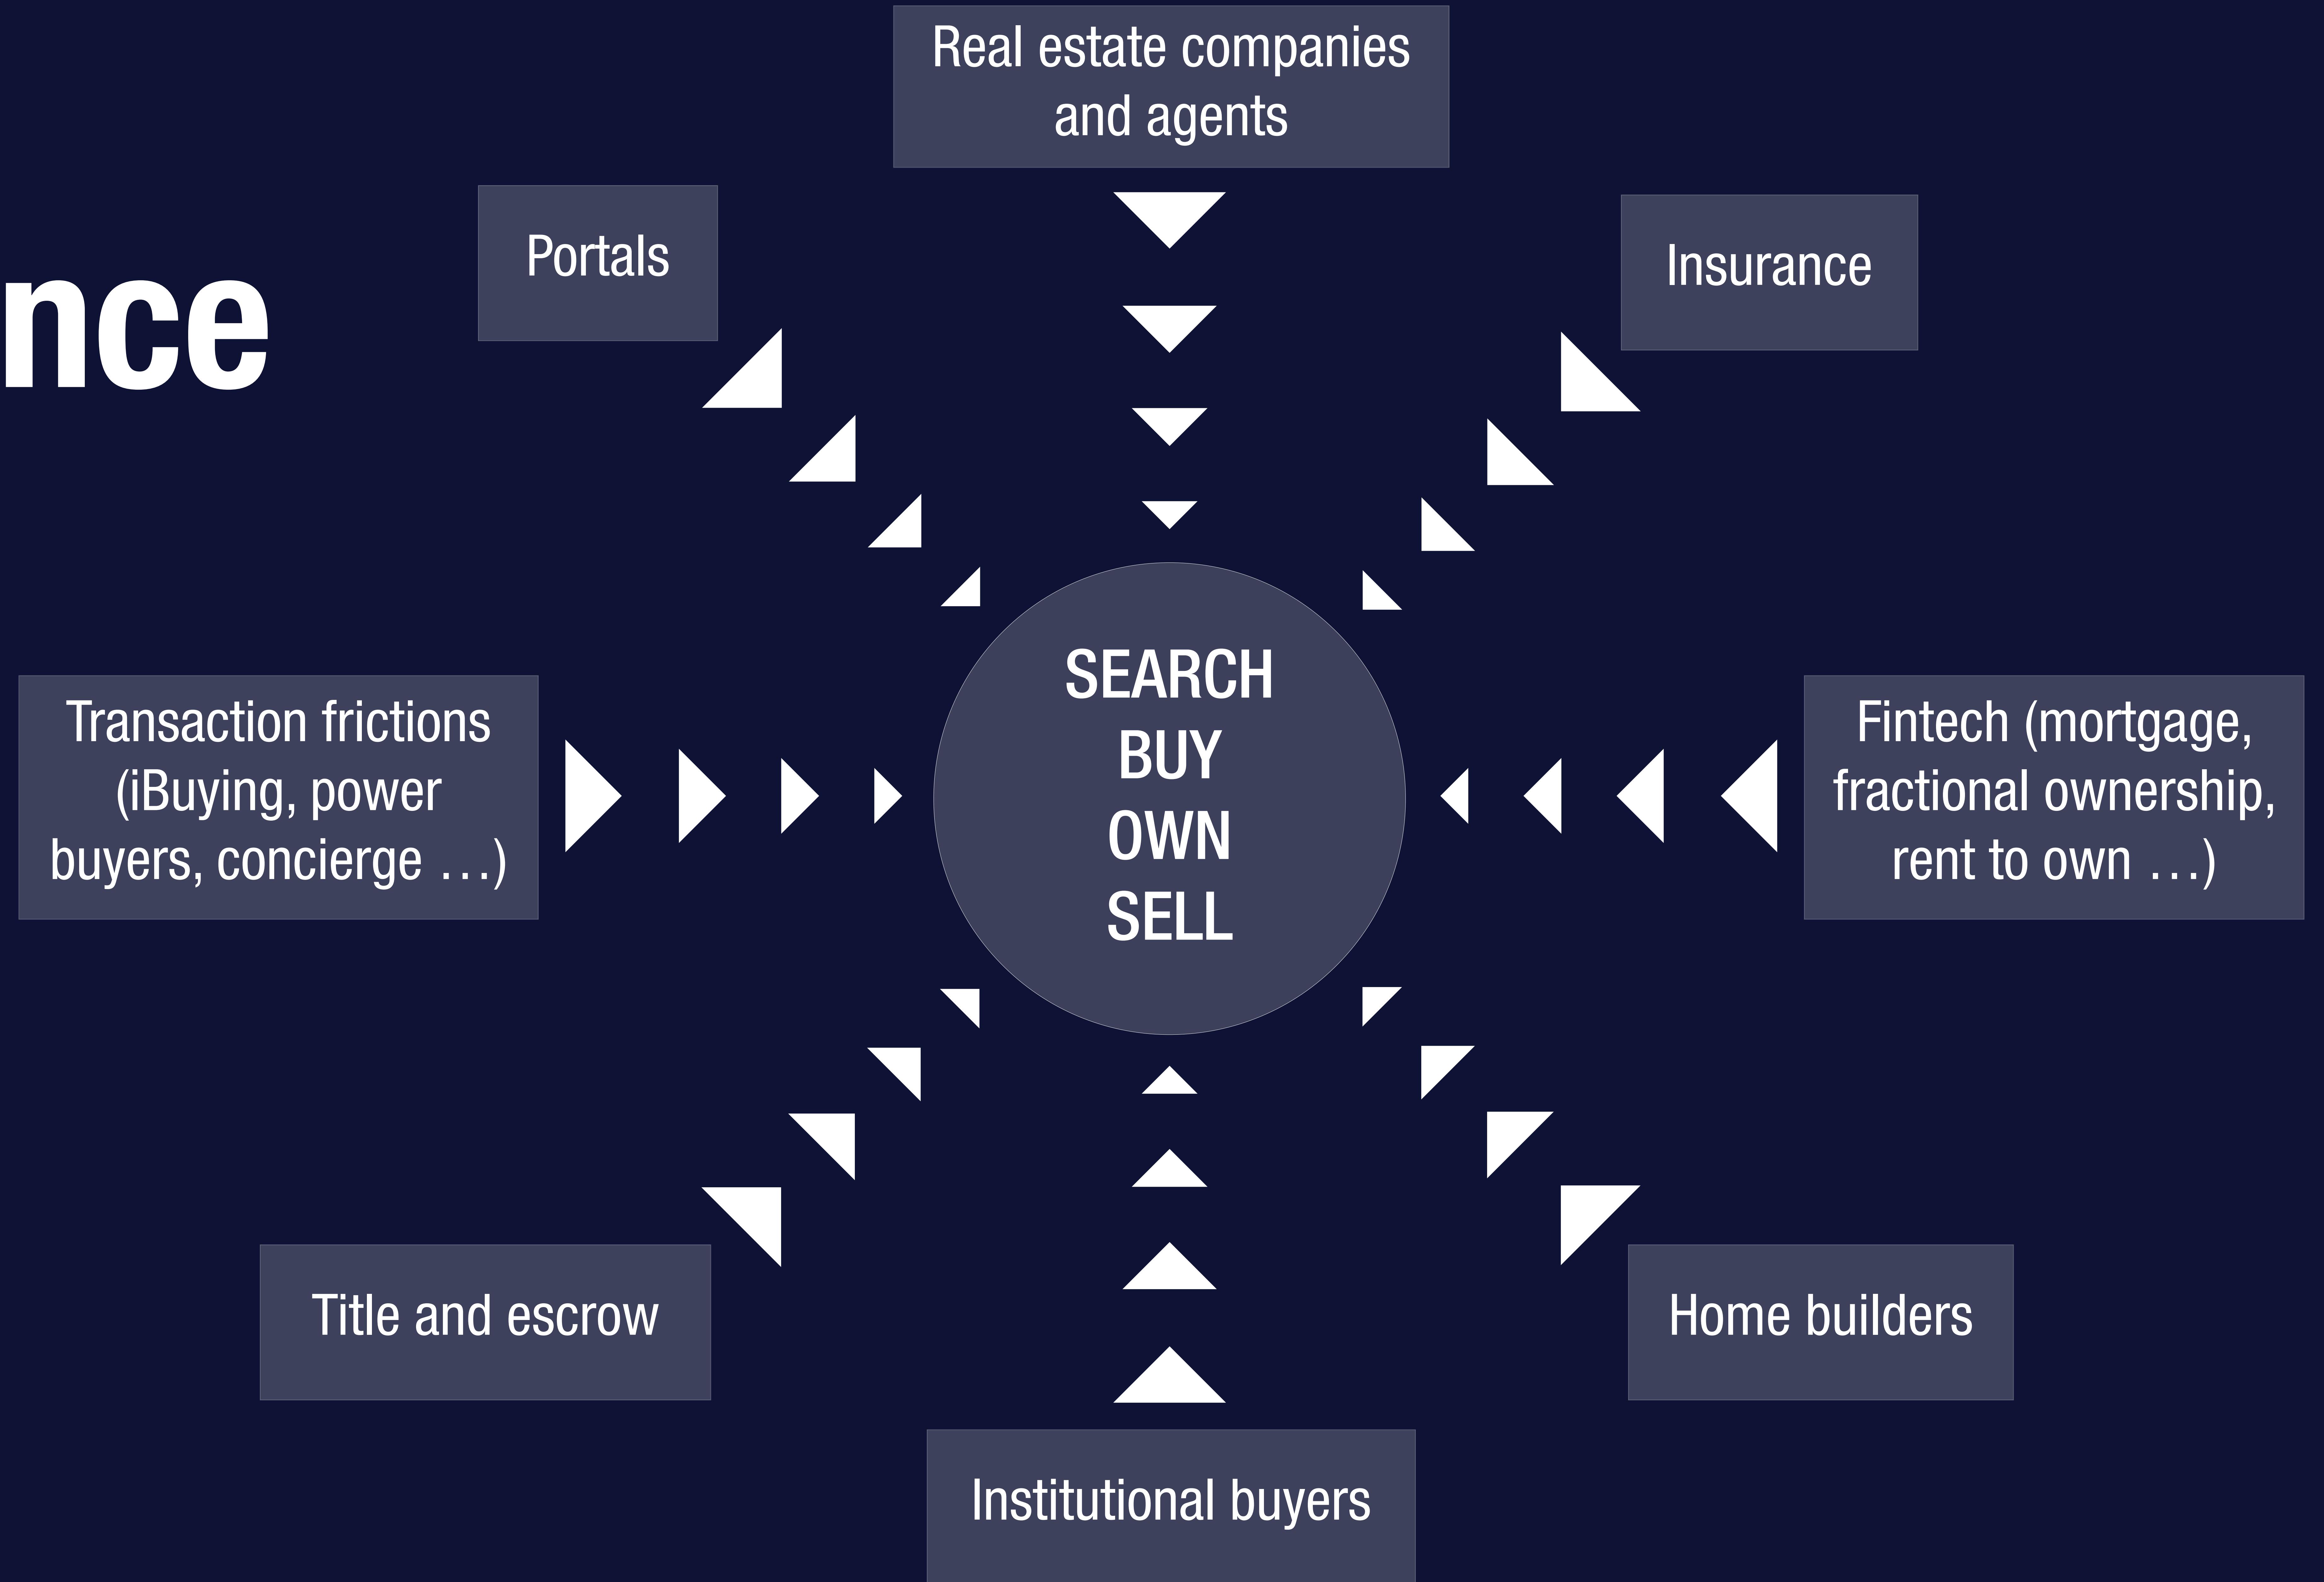 Real estate companies
and agents
Portals
Insurance
nce
SEARCH
BUY
OWN
SELL
Transaction frictions
(iBuying, power
buyers, concierge ...)
Fintech (mortgage,
fractional ownership,
rent to own ...)
Title and escrow
Home builders
Institutional buyers